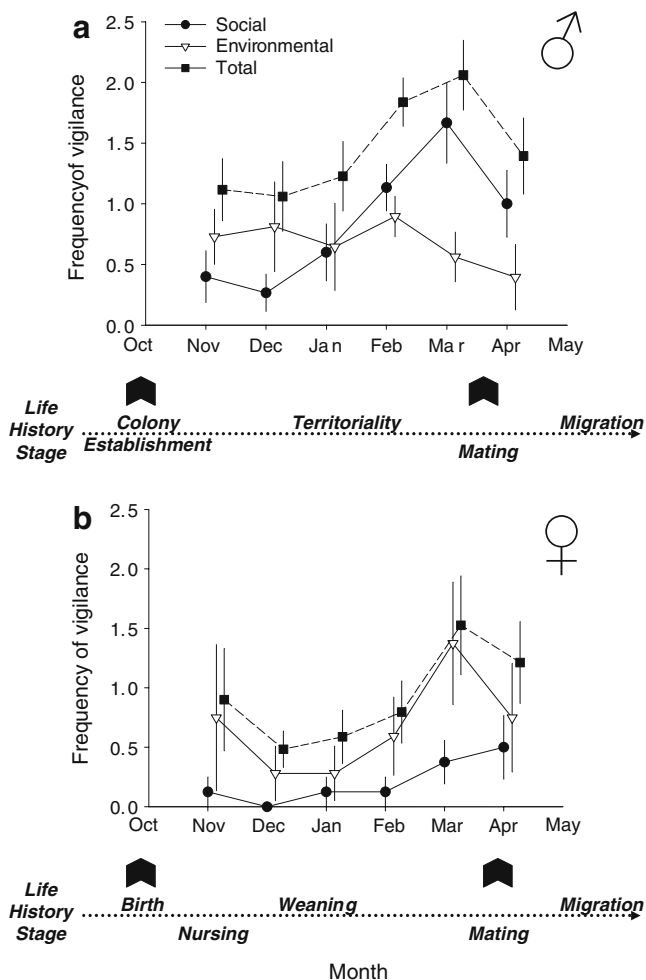 a
Social
Environmental
Total
♂
Frequencyof vigilance
2.5
2.0
1.5
1.0
0.5
0.0
Oct Nov Dec Jan Feb Mar Apr May
Life History Stage
Colony Establishment
Territoriality
Mating
Migration
b
♀
Frequency of vigilance
2.5
2.0
1.5
1.0
0.5
0.0
Oct Nov Dec Jan Feb Mar Apr May
Life History Stage
Birth
Nursing
Weaning
Mating
Migration
Month